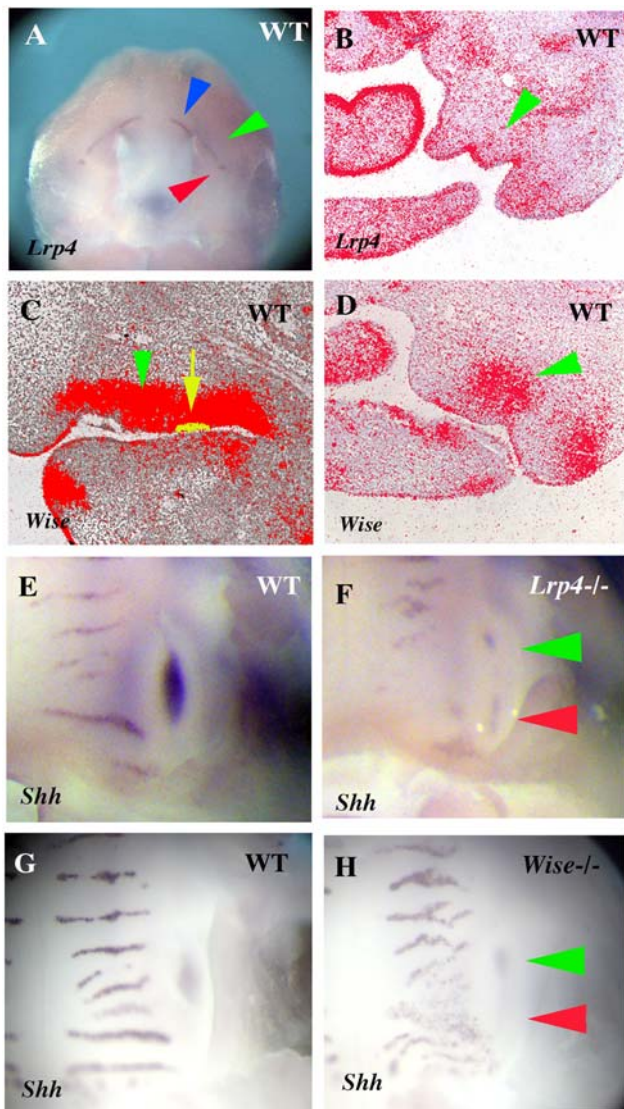 A WT
Lrp4
B WT
Lrp4
C WT
Wise
D WT
Wise
E WT
Shh
F Lrp4-/-
Shh
G WT
Shh
H Wise-/-
Shh